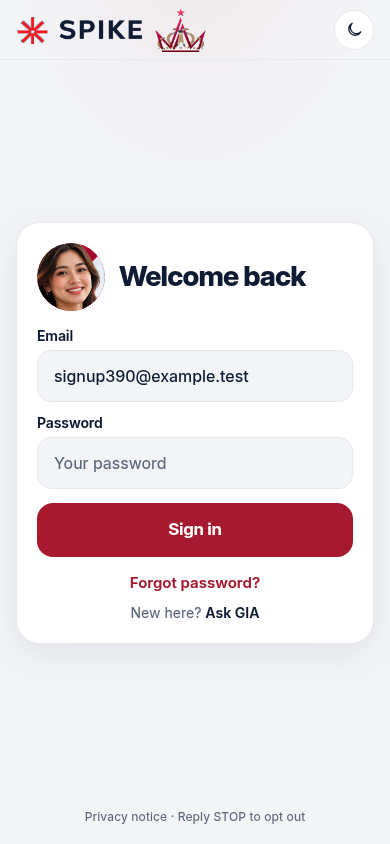 SPIKE
Welcome back
Email
signup390@example.test
Password
Your password
Sign in
Forgot password?
New here? Ask GIA
Privacy notice · Reply STOP to opt out